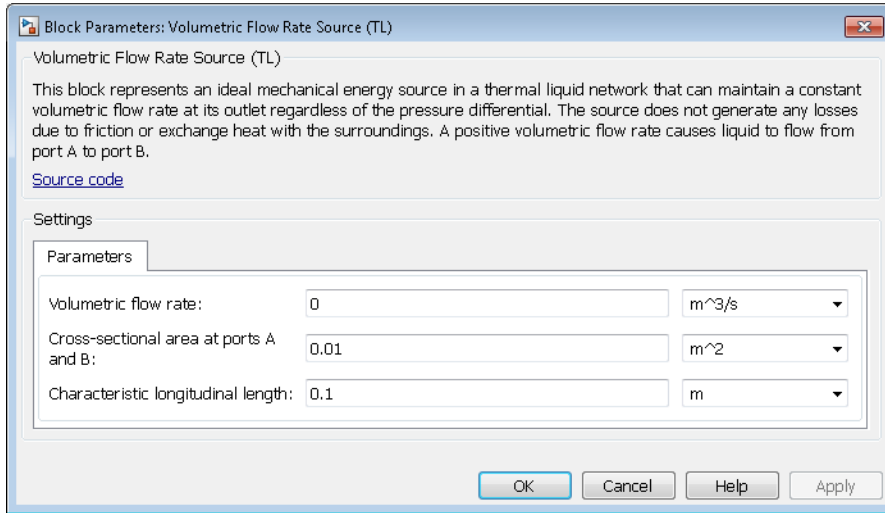 Block Parameters: Volumetric Flow Rate Source (TL)
Volumetric Flow Rate Source (TL)
This block represents an ideal mechanical energy source in a thermal liquid network that can maintain a constant
volumetric flow rate at its outlet regardless of the pressure differential. The source does not generate any losses
due to friction or exchange heat with the surroundings. A positive volumetric flow rate causes liquid to flow from
port A to port B.
Source code
Settings
Parameters
Volumetric flow rate: 0 m^3/s
Cross-sectional area at ports A
and B: 0.01 m^2
Characteristic longitudinal length: 0.1 m
OK Cancel Help Apply